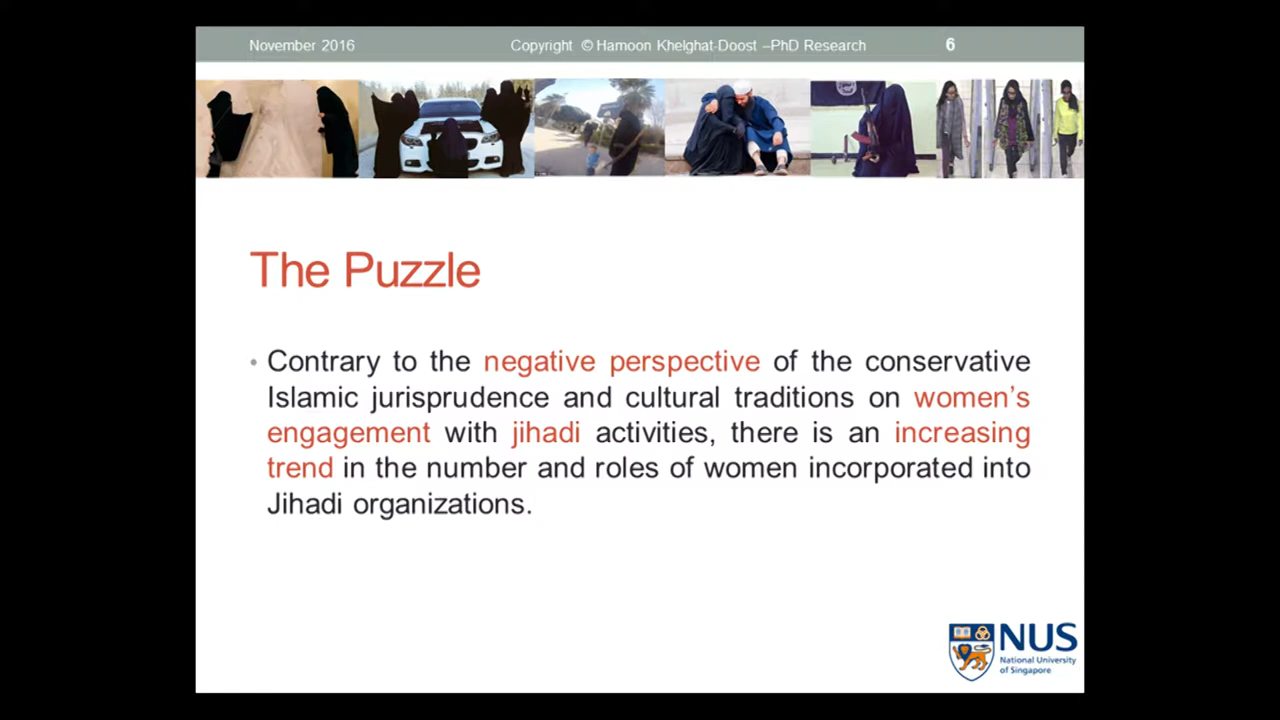 November 2016 Copyright © Hamoon Khelghat-Doost –PhD Research 6
The Puzzle
• Contrary to the negative perspective of the conservative
Islamic jurisprudence and cultural traditions on women’s
engagement with jihadi activities, there is an increasing
trend in the number and roles of women incorporated into
Jihadi organizations.
NUS
National University
of Singapore